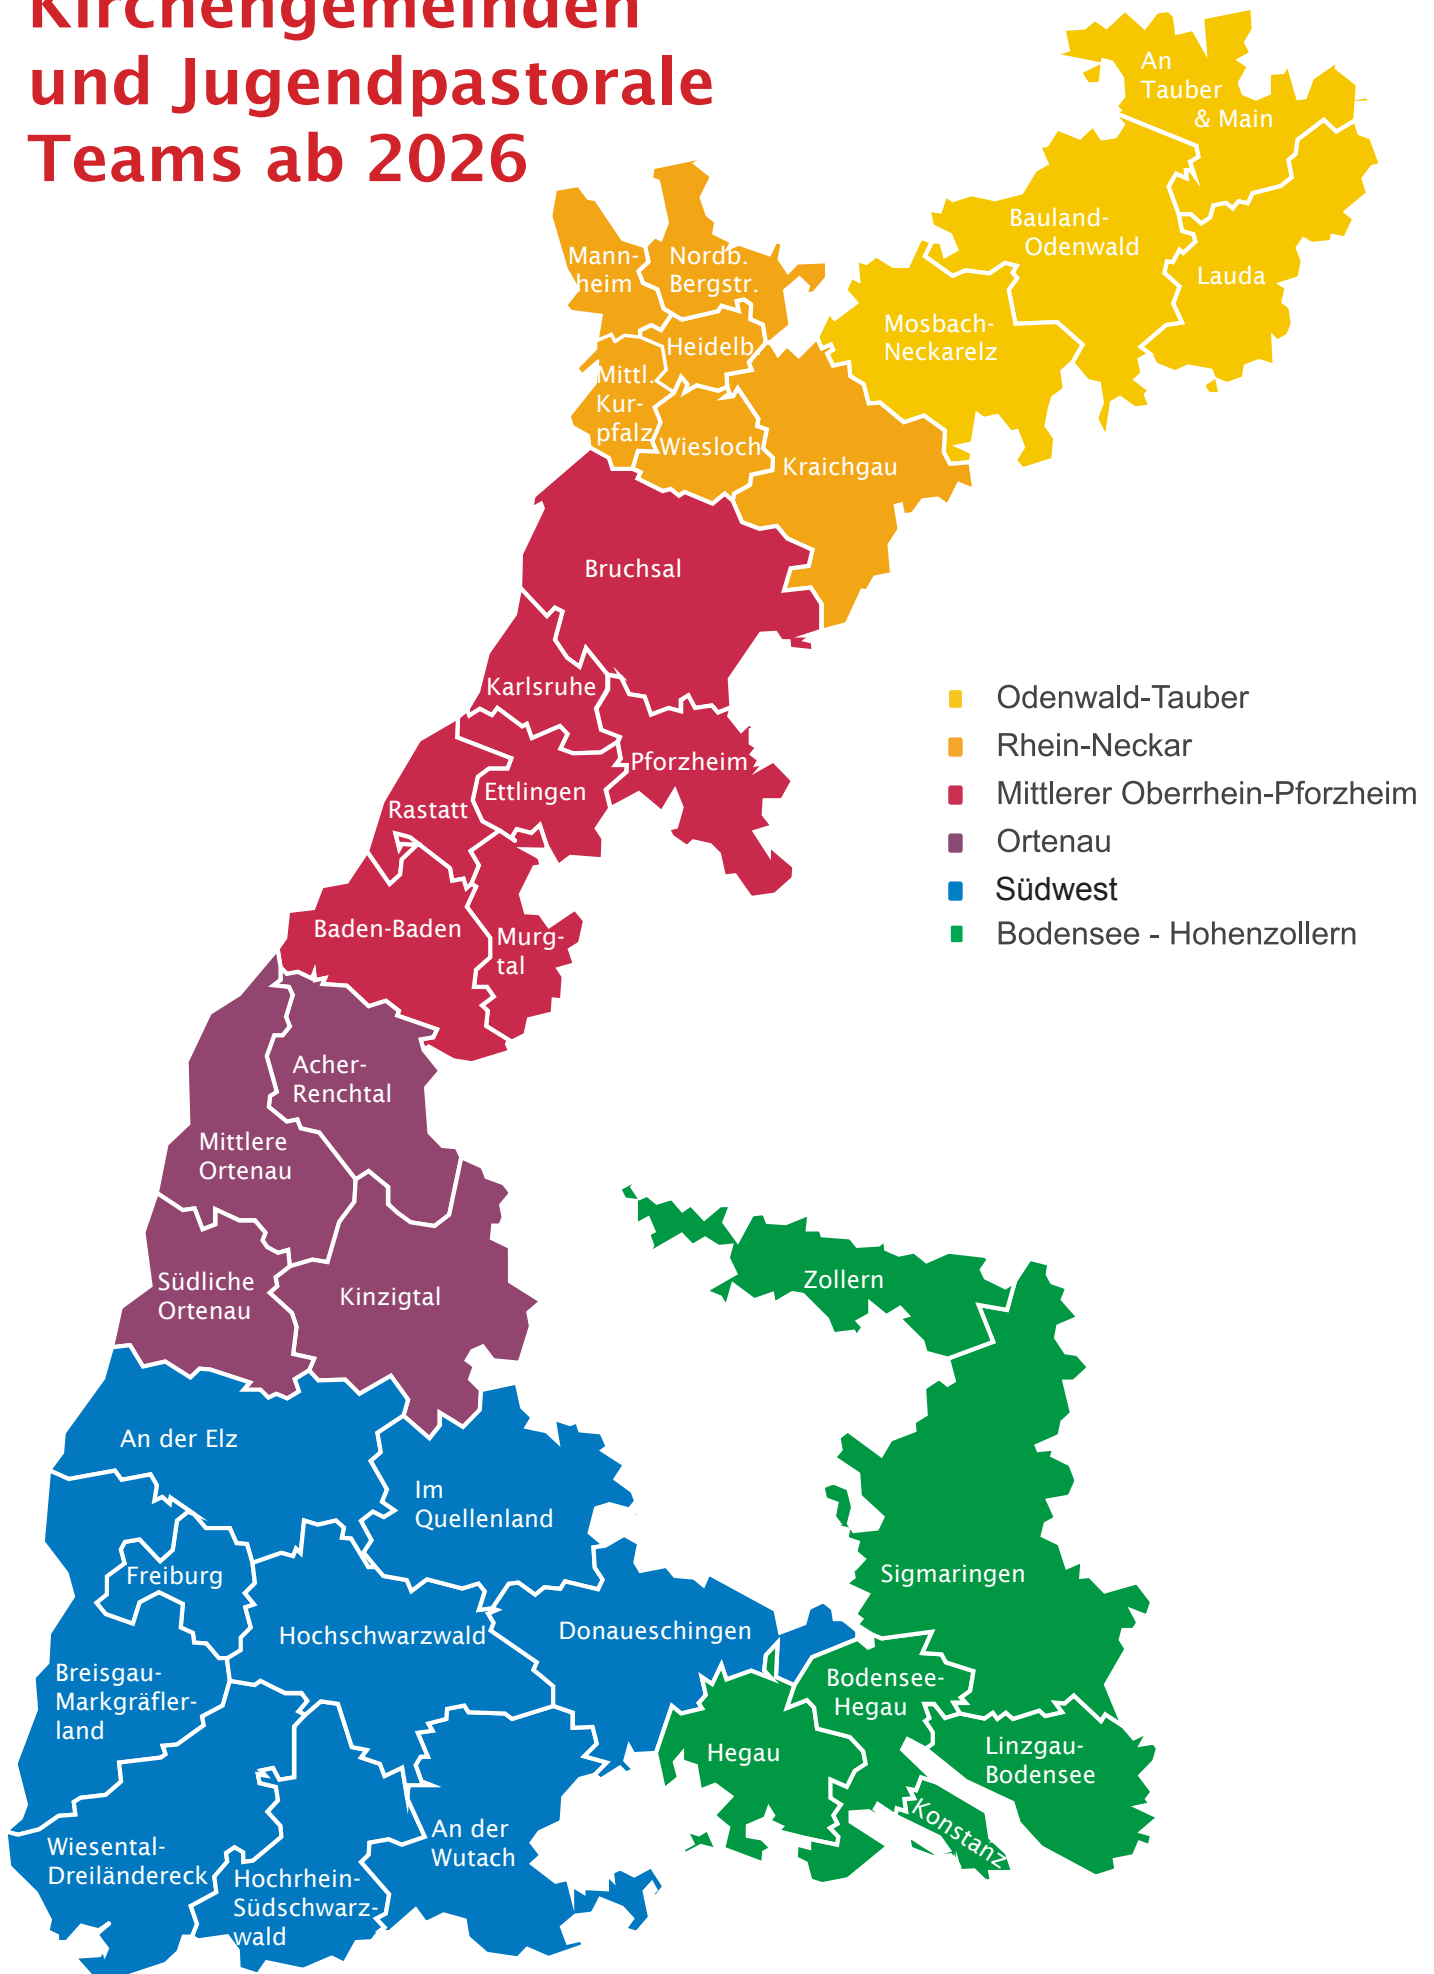 Kirchengemeinden
und Jugendpastorale
Teams ab 2026
An
Tauber
& Main
Bauland-
Odenwald
Lauda
Mosbach-
Neckarelz
Mann-
heim
Nordb.
Bergstr.
Heidelb.
Mittl.
Kur-
pfalz
Wiesloch
Kraichgau
Bruchsal
Karlsruhe
Pforzheim
Ettlingen
Rastatt
Baden-Baden
Murg-
tal
Odenwald-Tauber
Rhein-Neckar
Mittlerer Oberrhein-Pforzheim
Ortenau
Südwest
Bodensee - Hohenzollern
Acher-
Renchtal
Mittlere
Ortenau
Südliche
Ortenau
Kinzigtal
Zollern
An der Elz
Im
Quellenland
Freiburg
Hochschwarzwald
Donaueschingen
Sigmaringen
Breisgau-
Markgräfler-
land
Bodensee-
Hegau
Hegau
Linzgau-
Bodensee
Konstanz
Wiesental-
Dreiländereck
Hochrhein-
Südschwarz-
wald
An der
Wutach